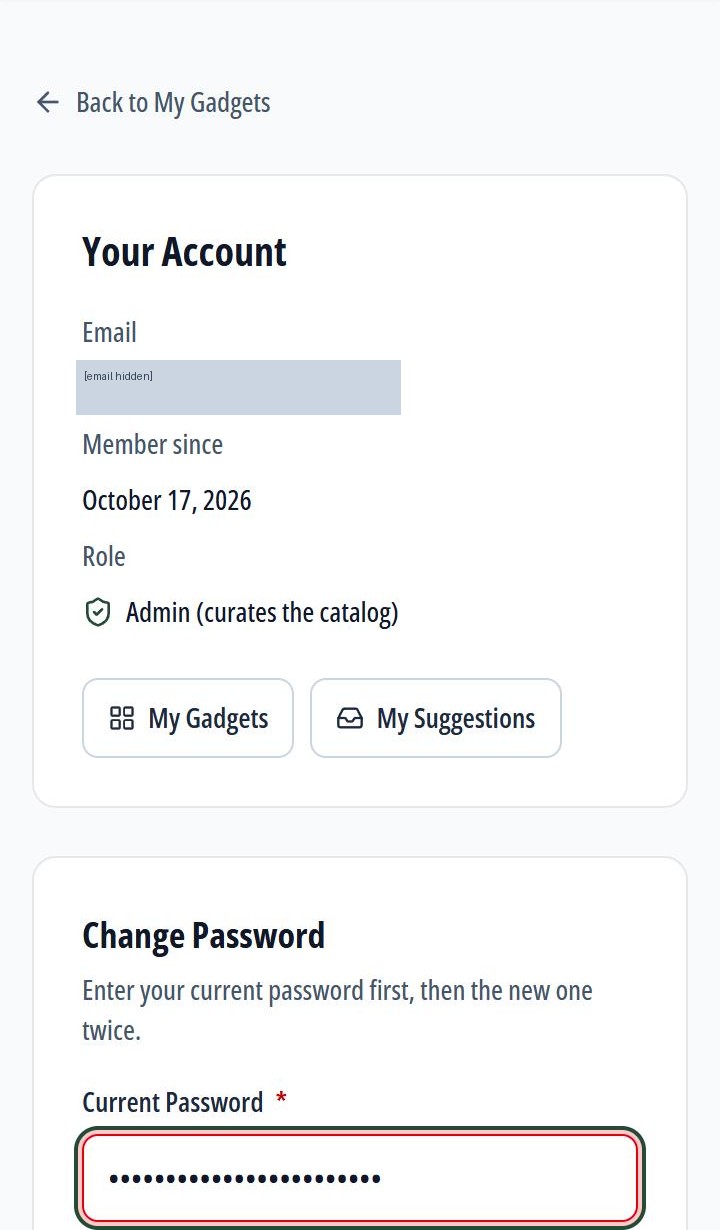 Back to My Gadgets
Your Account
Email
[email hidden]
Member since
October 17, 2026
Role
Admin (curates the catalog)
My Gadgets
My Suggestions
Change Password
Enter your current password first, then the new one
twice.
Current Password *
••••••••••••••••••••••••